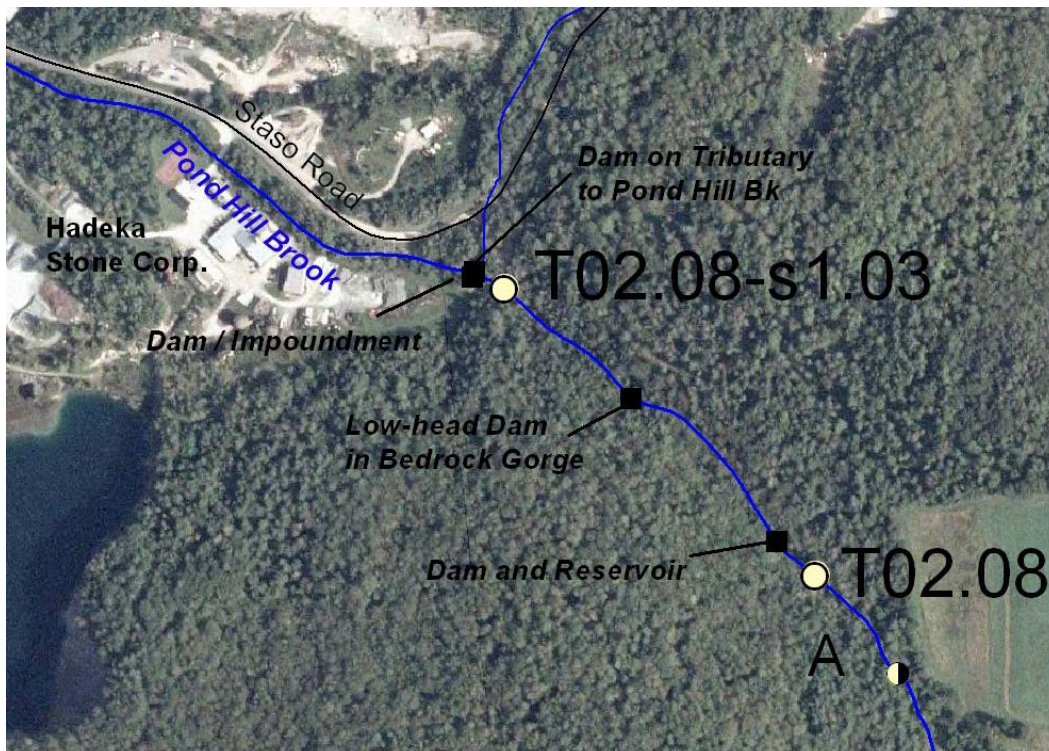 Staso Road
Dam on Tributary
to Pond Hill Bk
Pond Hill Brook
Hadeka
Stone Corp.
T02.08-s1.03
Dam / Impoundment
Low-head Dam
in Bedrock Gorge
Dam and Reservoir
T02.08
A